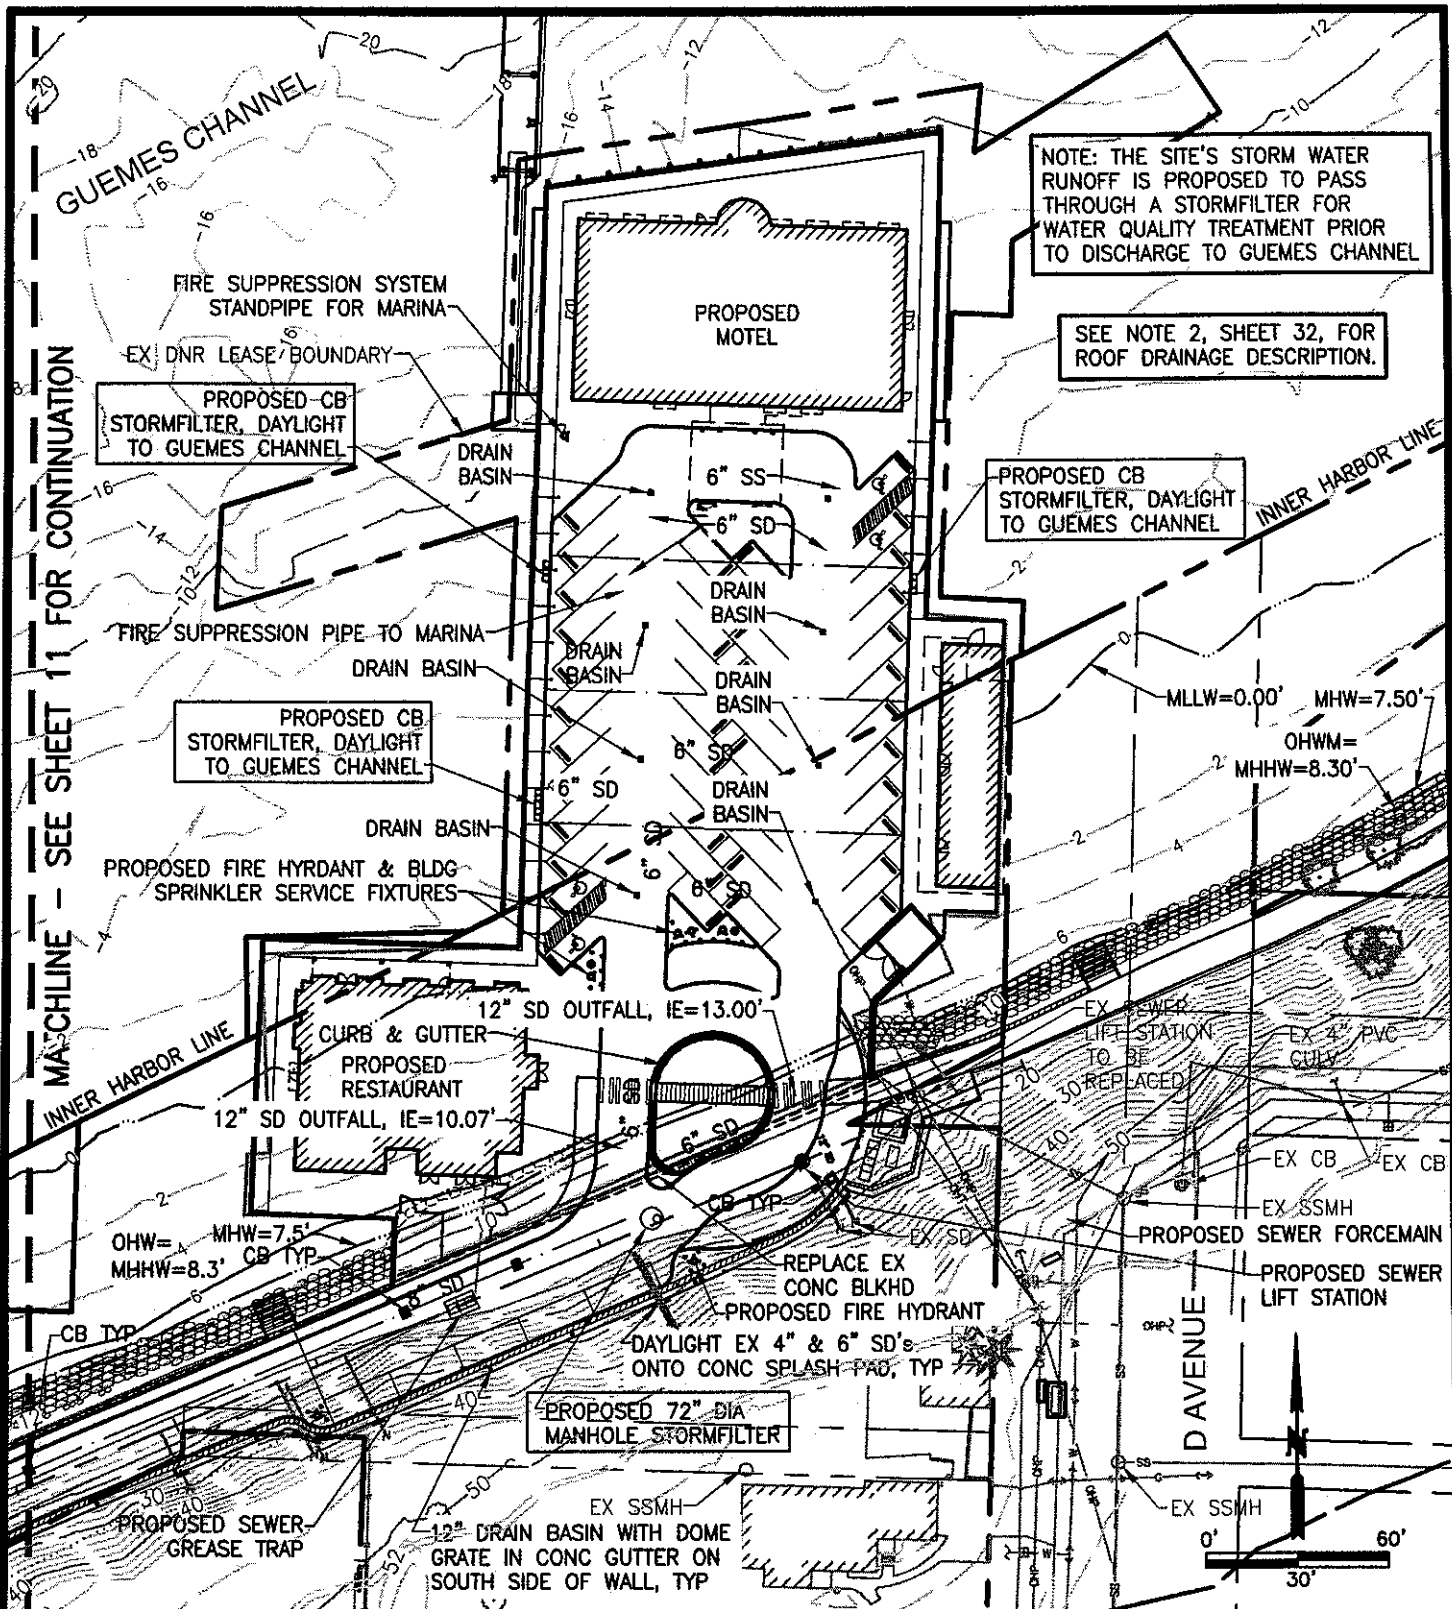 GUEMES CHANNEL
NOTE: THE SITE'S STORM WATER
RUNOFF IS PROPOSED TO PASS
THROUGH A STORMFILTER FOR
WATER QUALITY TREATMENT PRIOR
TO DISCHARGE TO GUEMES CHANNEL
SEE NOTE 2, SHEET 32, FOR
ROOF DRAINAGE DESCRIPTION.
MATCHLINE - SEE SHEET 11 FOR CONTINUATION
FIRE SUPPRESSION SYSTEM
STANDPIPE FOR MARINA
PROPOSED
MOTEL
EX DNR LEASE BOUNDARY
PROPOSED CB
STORMFILTER, DAYLIGHT
TO GUEMES CHANNEL
DRAIN
BASIN
6" SS
6" SD
PROPOSED CB
STORMFILTER, DAYLIGHT
TO GUEMES CHANNEL
INNER HARBOR LINE
FIRE SUPPRESSION PIPE TO MARINA
DRAIN
BASIN
DRAIN
BASIN
DRAIN BASIN
DRAIN
BASIN
MLLW=0.00'
MHW=7.50'
OHWM=
MHHW=8.30'
PROPOSED CB
STORMFILTER, DAYLIGHT
TO GUEMES CHANNEL
6" SD
6" SD
DRAIN
BASIN
DRAIN BASIN
6" SD
6" SD
PROPOSED FIRE HYRDANT & BLDG
SPRINKLER SERVICE FIXTURES
12" SD OUTFALL, IE=13.00'
CURB & GUTTER
PROPOSED
RESTAURANT
12" SD OUTFALL, IE=10.07'
6" SD
INNER HARBOR LINE
EX SEWER
LIFT STATION
TO BE
REPLACED
EX 4" PVC
CULV
EX CB
EX CB
EX SSMH
PROPOSED SEWER FORCEMAIN
PROPOSED SEWER
LIFT STATION
CB TYP
EX SD
OHW=
MHHW=8.3'
MHW=7.5'
CB TYP
8" SD
CB TYP
REPLACE EX
CONC BLKHD
PROPOSED FIRE HYDRANT
DAYLIGHT EX 4" & 6" SD's
ONTO CONC SPLASH PAD, TYP
PROPOSED 72" DIA
MANHOLE STORMFILTER
D AVENUE
EX SSMH
EX SSMH
PROPOSED SEWER
GREASE TRAP
12" DRAIN BASIN WITH DOME
GRATE IN CONC GUTTER ON
SOUTH SIDE OF WALL, TYP
N
0'
60'
30'